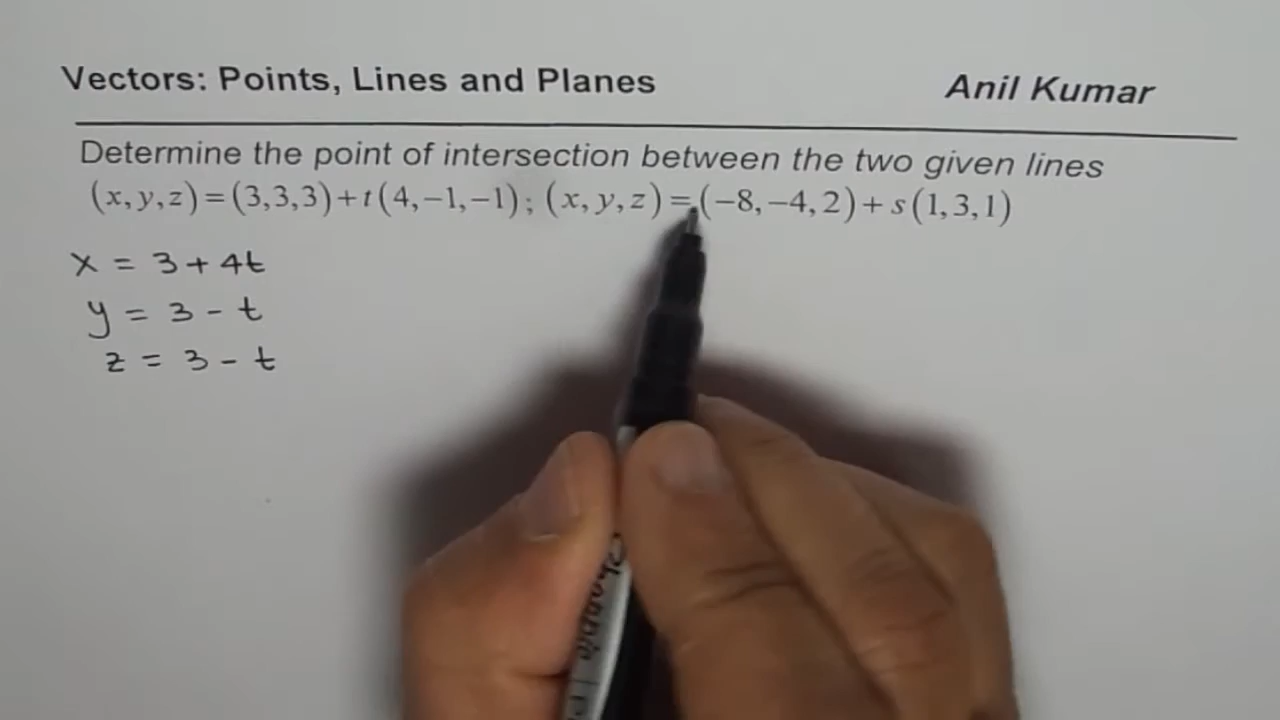 Vectors: Points, Lines and Planes Anil Kumar
Determine the point of intersection between the two given lines
(x,y,z)=(3,3,3)+t(4,−1,−1); (x,y,z)=(−8,−4,2)+s(1,3,1)
x = 3 + 4t
y = 3 - t
z = 3 - t